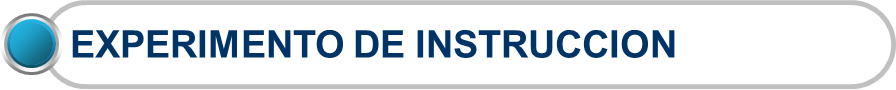 EXPERIMENTO DE INSTRUCCION